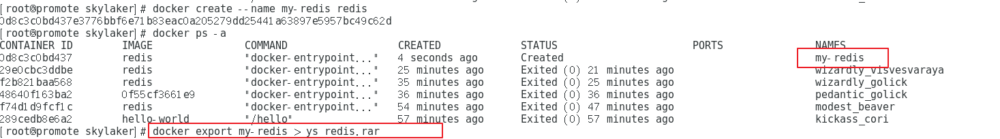 [root@promote skylaker]# docker create --name my-redis redis
0d8c3c0bd437e3776bbf6e71b83eac0a205279dd25441a63897e5957bc49c62d
[root@promote skylaker]# docker ps -a
CONTAINER ID IMAGE COMMAND CREATED STATUS PORTS NAMES
0d8c3c0bd437 redis "docker-entrypoint..." 4 seconds ago Created my-redis
29e0cbc3ddbe redis "docker-entrypoint..." 25 minutes ago Exited (0) 21 minutes ago wizardly_visvesvaraya
f2b821baa568 redis "docker-entrypoint..." 35 minutes ago Exited (0) 25 minutes ago wizardly_golick
48640f163ba2 0f55cf3661e9 "docker-entrypoint..." 36 minutes ago Exited (0) 36 minutes ago pedantic_golick
f74d1d9fcf1c redis "docker-entrypoint..." 54 minutes ago Exited (0) 47 minutes ago modest_beaver
289cedb8e6a2 hello-world "/hello" 57 minutes ago Exited (0) 57 minutes ago kickass_cori
[root@promote skylaker]# docker export my-redis > ys redis.rar